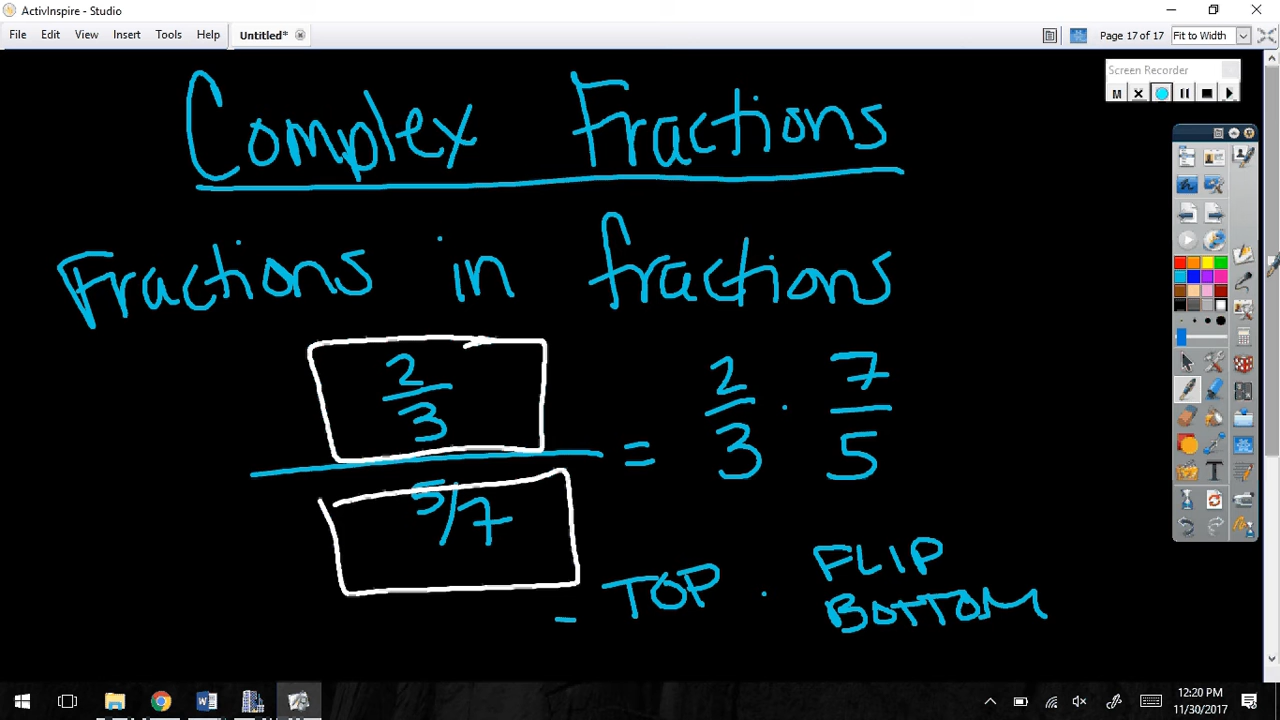 ActivInspire - Studio
File Edit View Insert Tools Help Untitled* Page 17 of 17 Fit to Width
Screen Recorder
M
Complex Fractions
Fractions in fractions
2/3 / 5/7 = 2/3 · 7/5
- TOP · FLIP BOTTOM
T
12:20 PM
11/30/2017